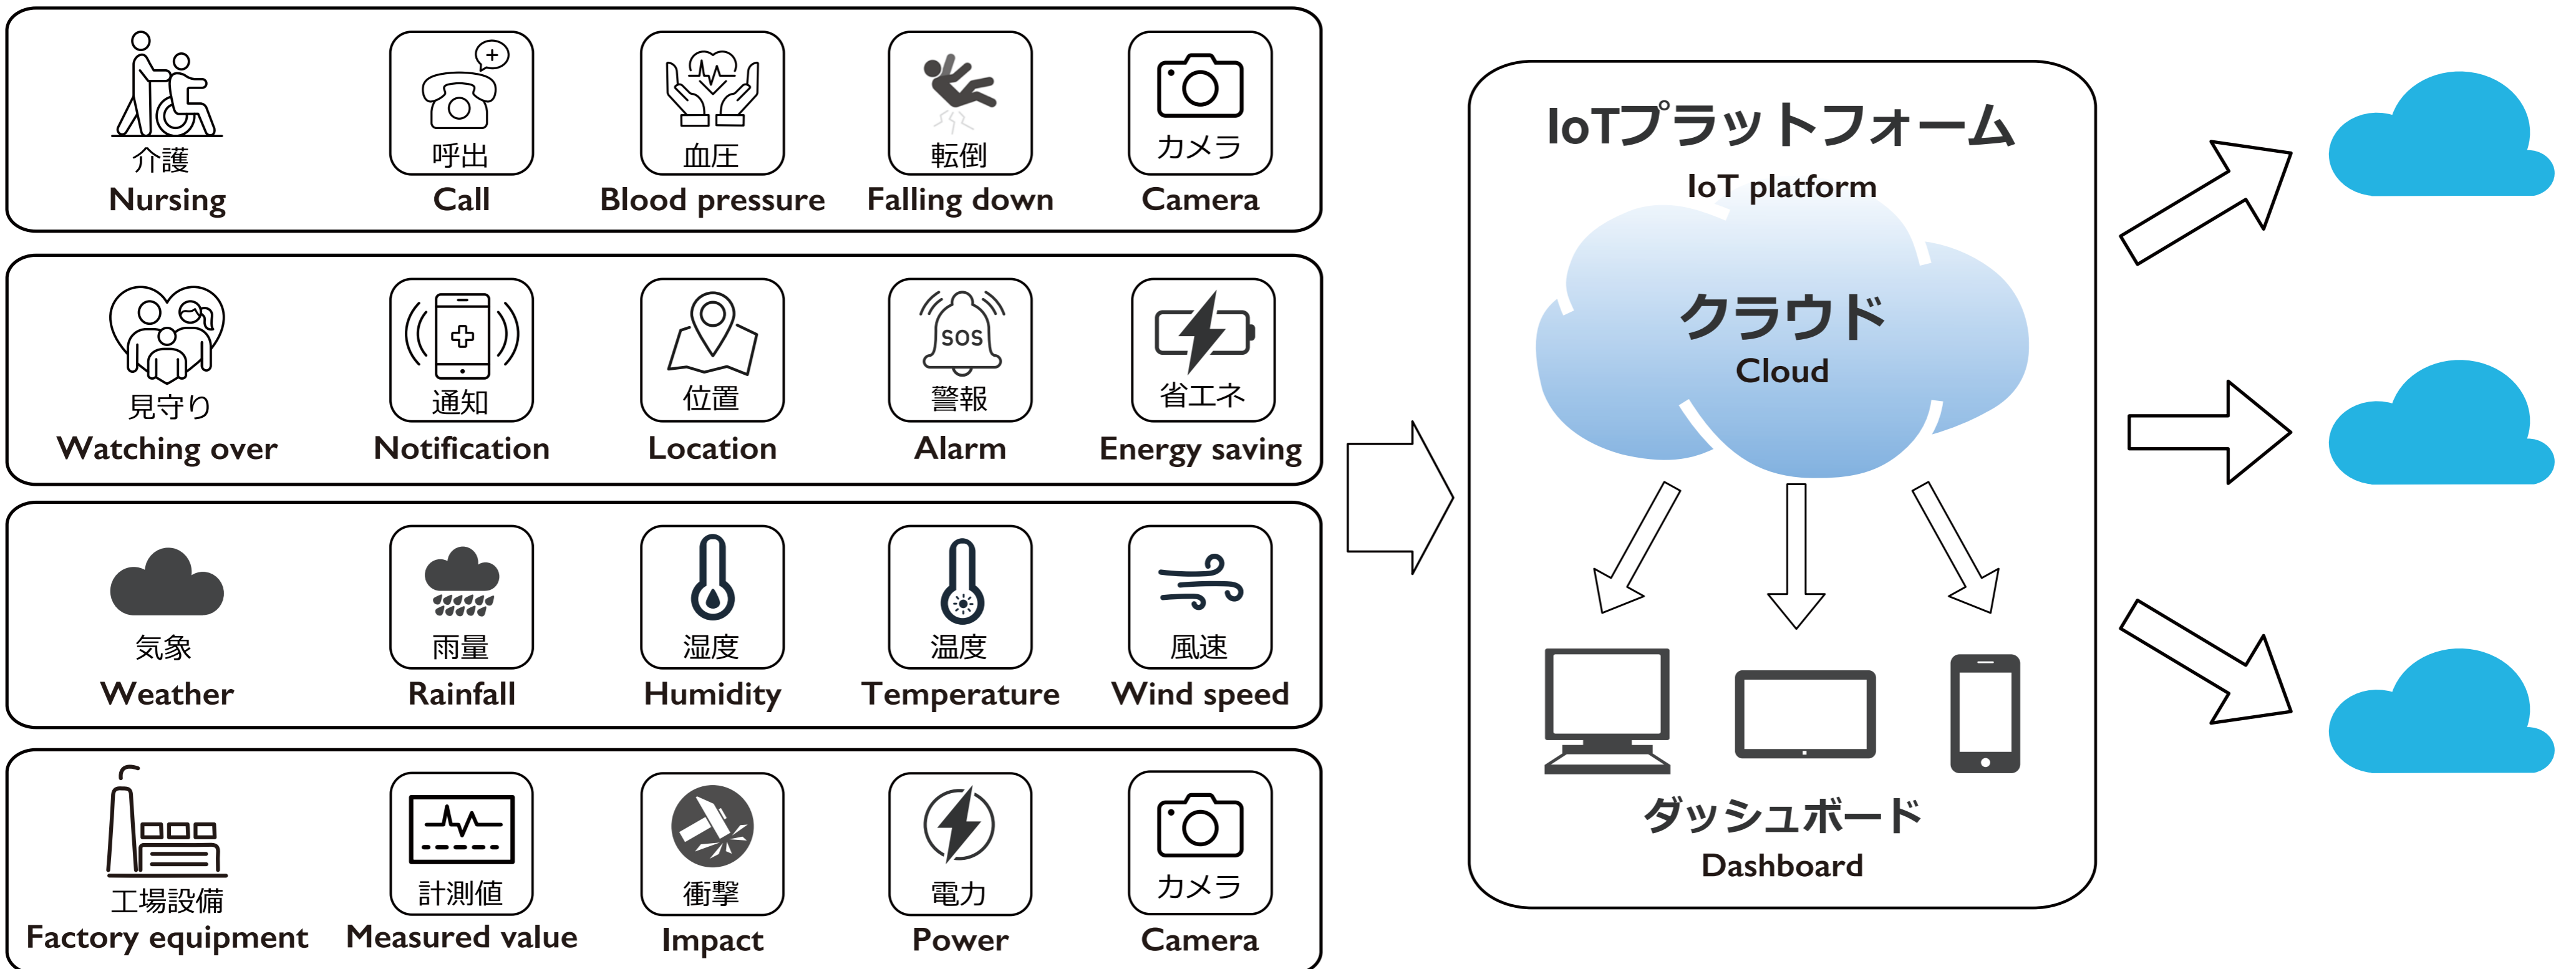 介護
Nursing
呼出
Call
血圧
Blood pressure
転倒
Falling down
カメラ
Camera
見守り
Watching over
通知
Notification
位置
Location
SOS
警報
Alarm
省エネ
Energy saving
気象
Weather
雨量
Rainfall
湿度
Humidity
温度
Temperature
風速
Wind speed
工場設備
Factory equipment
計測値
Measured value
衝撃
Impact
電力
Power
カメラ
Camera
IoTプラットフォーム
IoT platform
クラウド
Cloud
ダッシュボード
Dashboard